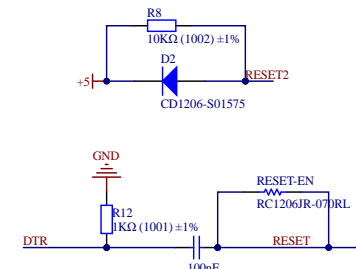 R8
10KΩ (1002) ±1%
D2
+5
RESET2
CD1206-S01575
GND
RESET-EN
RC1206JR-070RL
R12
1KΩ (1001) ±1%
DTR
RESET
100nF